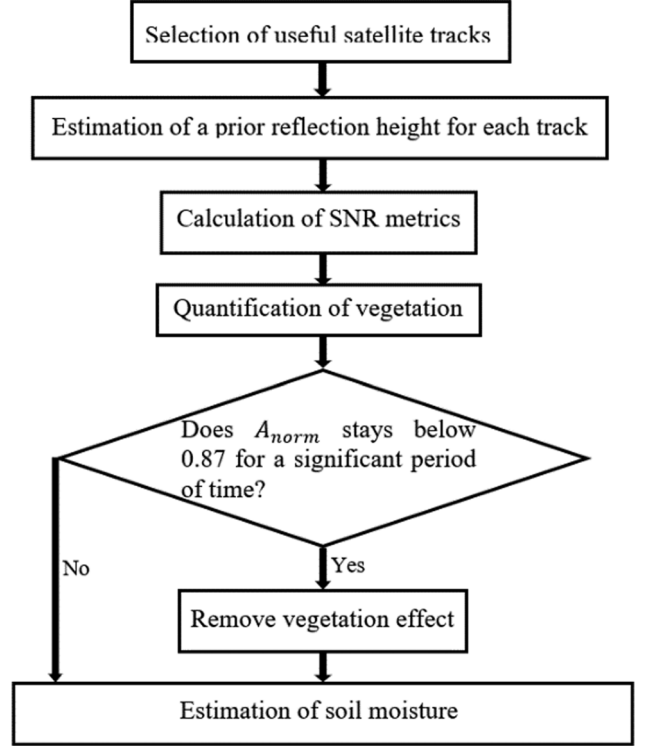 Selection of useful satellite tracks
Estimation of a prior reflection height for each track
Calculation of SNR metrics
Quantification of vegetation
Does A_norm stays below
0.87 for a significant period
of time?
No
Yes
Remove vegetation effect
Estimation of soil moisture